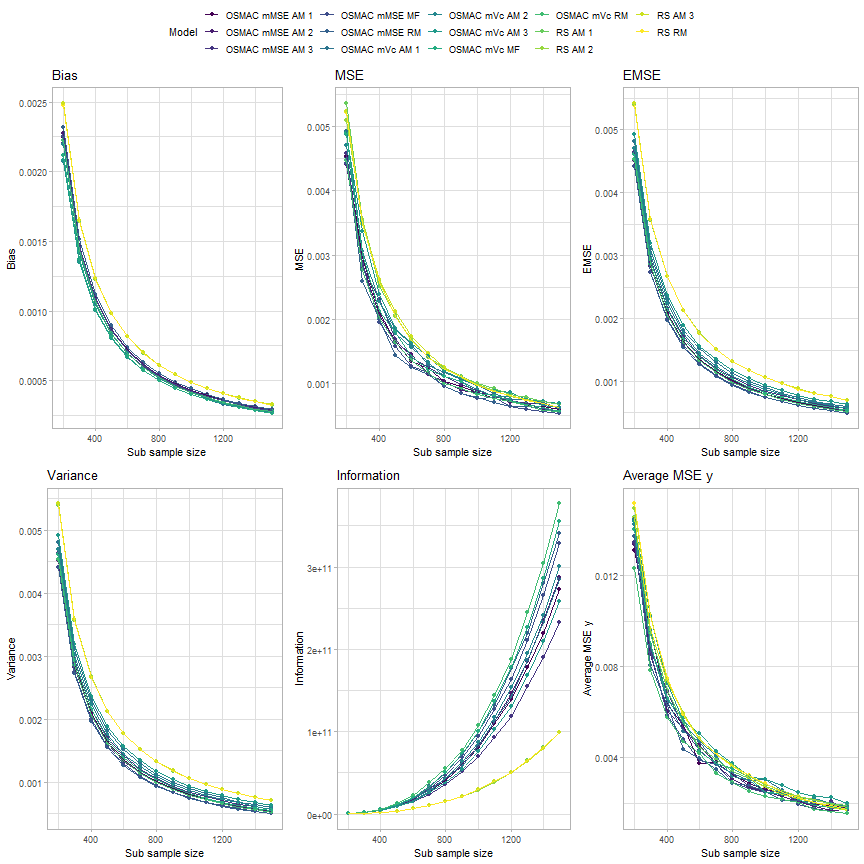 OSMAC mMSE AM 1 OSMAC mMSE MF OSMAC mVc AM 2 OSMAC mVc RM RS AM 3
Model OSMAC mMSE AM 2 OSMAC mMSE RM OSMAC mVc AM 3 RS AM 1 RS RM
OSMAC mMSE AM 3 OSMAC mVc AM 1 OSMAC mVc MF RS AM 2
Bias
0.0025
0.0020
0.0015
0.0010
0.0005
Bias
400 800 1200
Sub sample size
MSE
0.005
0.004
0.003
0.002
0.001
MSE
400 800 1200
Sub sample size
EMSE
0.005
0.004
0.003
0.002
0.001
EMSE
400 800 1200
Sub sample size
Variance
0.005
0.004
0.003
0.002
0.001
Variance
400 800 1200
Sub sample size
Information
3e+11
2e+11
1e+11
0e+00
Information
400 800 1200
Sub sample size
Average MSE y
0.012
0.008
0.004
Average MSE y
400 800 1200
Sub sample size